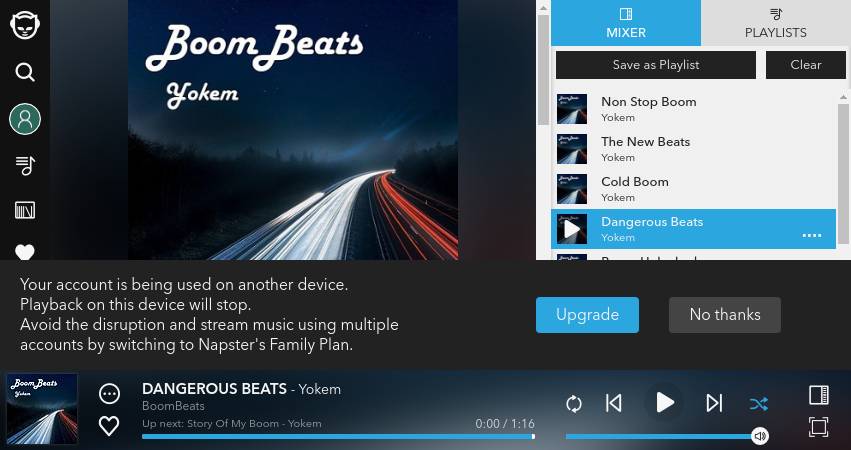 Boom Beats
Yokem
MIXER
PLAYLISTS
Save as Playlist
Clear
Non Stop Boom
Yokem
The New Beats
Yokem
Cold Boom
Yokem
Dangerous Beats
Yokem
Your account is being used on another device.
Playback on this device will stop.
Avoid the disruption and stream music using multiple
accounts by switching to Napster's Family Plan.
Upgrade
No thanks
Boom Beats
Yokem
DANGEROUS BEATS - Yokem
BoomBeats
Up next: Story Of My Boom - Yokem
0:00 / 1:16